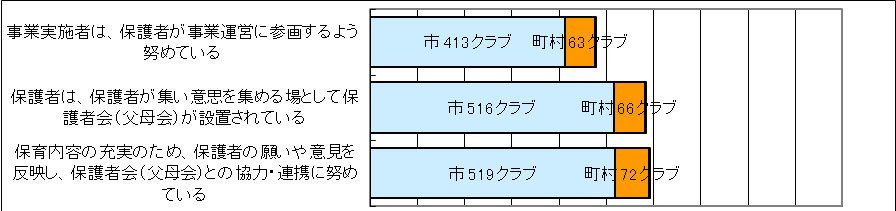 事業実施者は、保護者が事業運営に参画するよう
努めている
市 413クラブ 町村 63クラブ
保護者は、保護者が集い意思を集める場として保
護者会（父母会）が設置されている
市 516クラブ 町村 66クラブ
保育内容の充実のため、保護者の願いや意見を
反映し、保護者会（父母会）との協力・連携に努め
ている
市 519クラブ 町村 72クラブ